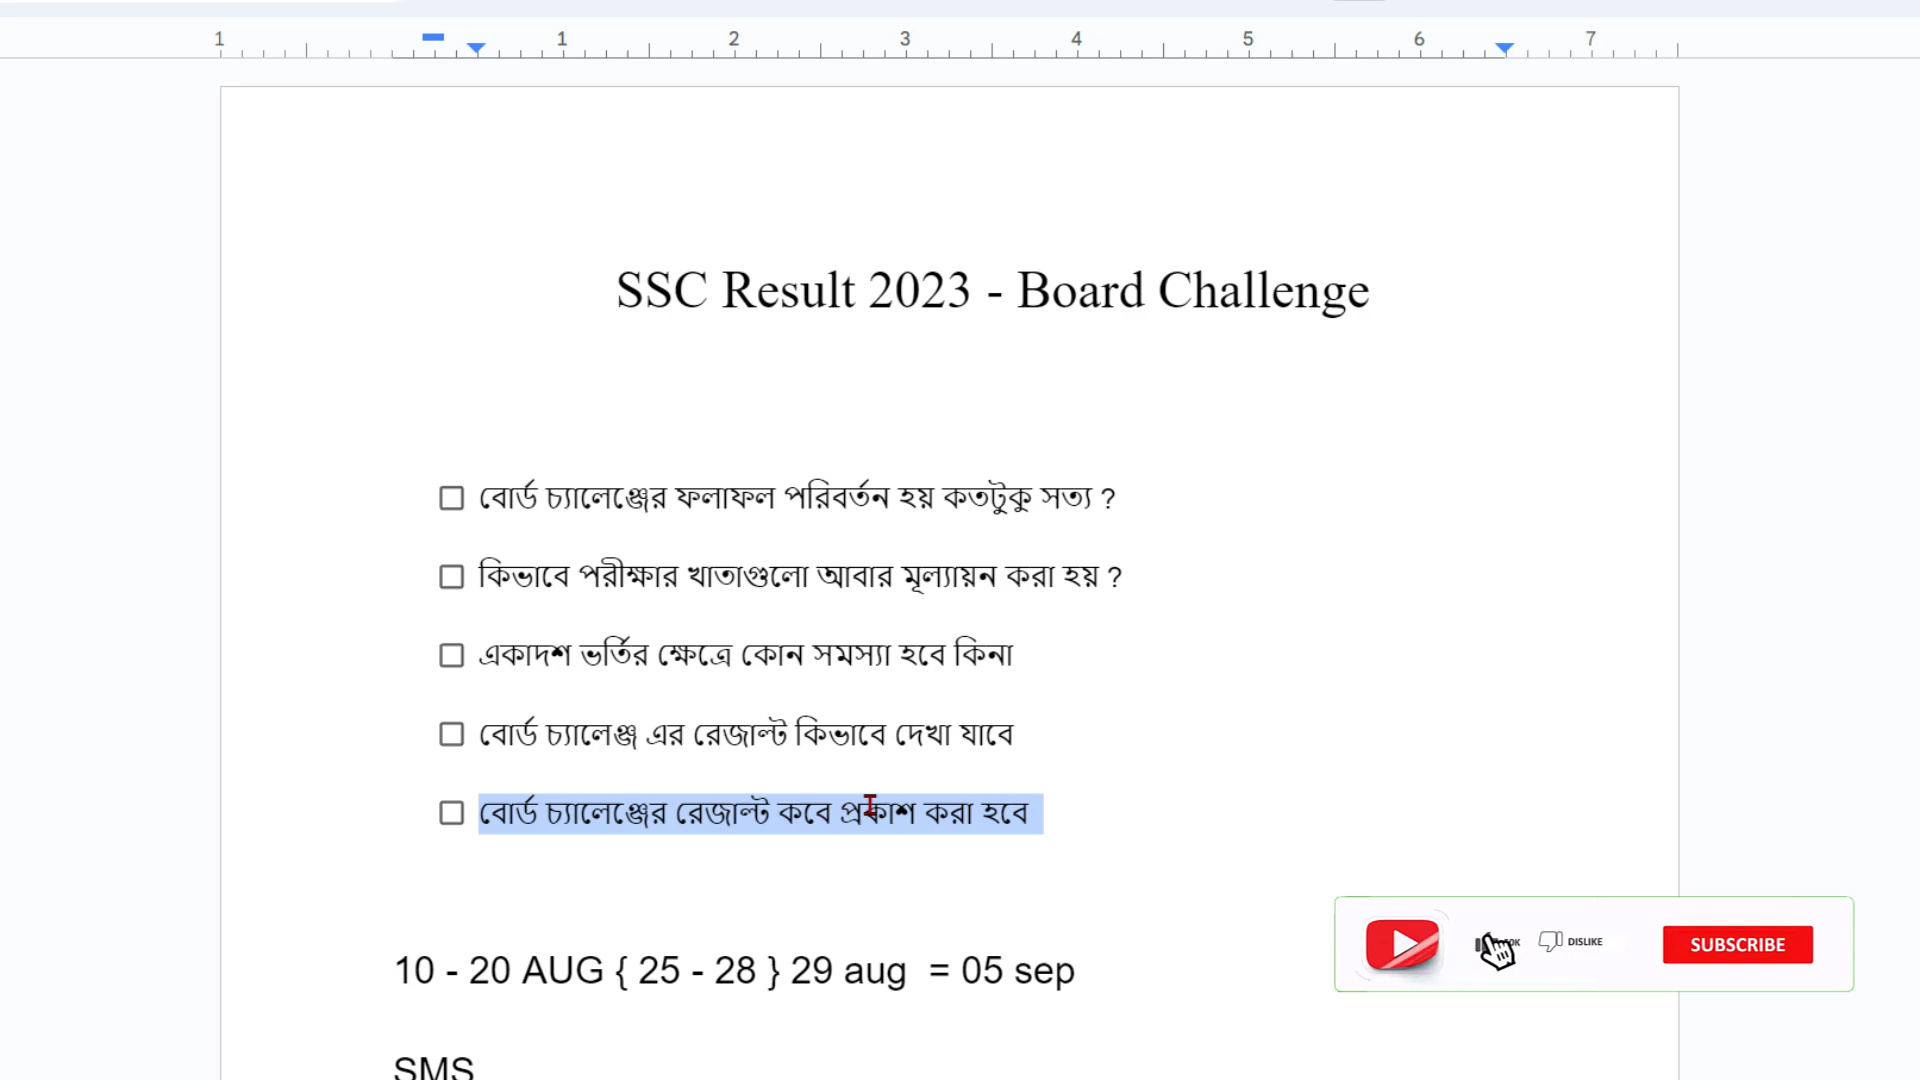 1 1 2 3 4 5 6 7
SSC Result 2023 - Board Challenge
বোর্ড চ্যালেঞ্জের ফলাফল পরিবর্তন হয় কতটুকু সত্য ?
কিভাবে পরীক্ষার খাতাগুলো আবার মূল্যায়ন করা হয় ?
একাদশ ভর্তির ক্ষেত্রে কোন সমস্যা হবে কিনা
বোর্ড চ্যালেঞ্জ এর রেজাল্ট কিভাবে দেখা যাবে
বোর্ড চ্যালেঞ্জের রেজাল্ট কবে প্রকাশ করা হবে
10 - 20 AUG { 25 - 28 } 29 aug = 05 sep
DISLIKE
SUBSCRIBE
SMS